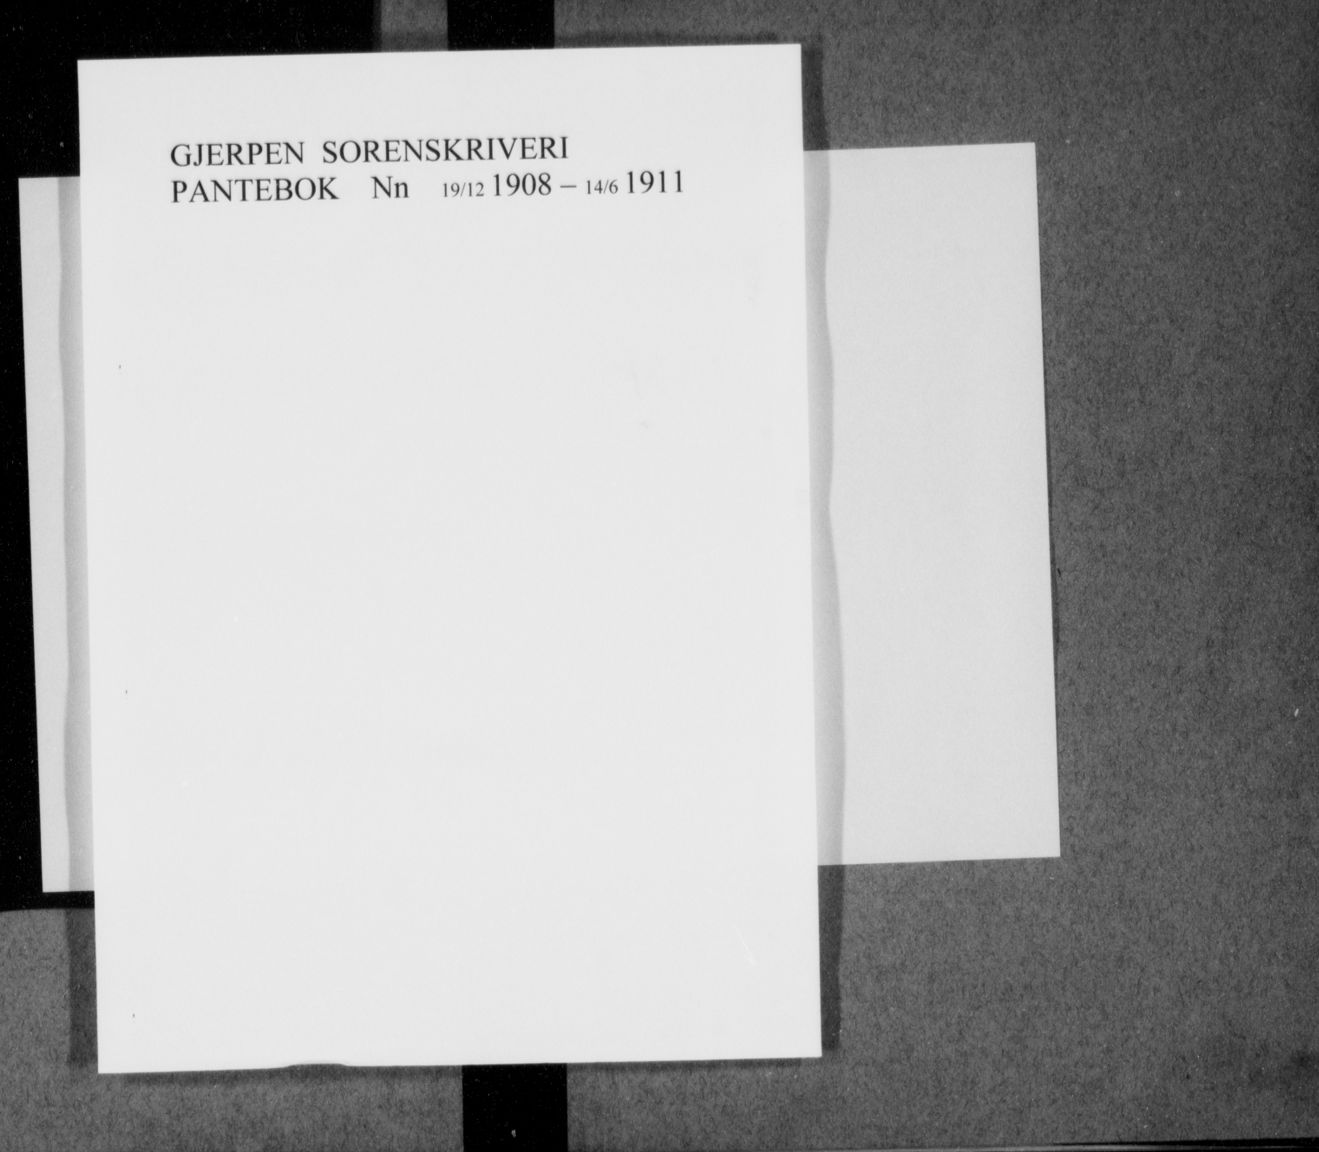 GJERPEN SORENSKRIVERI
PANTEBOK Nn 19/12 1908 – 14/6 1911